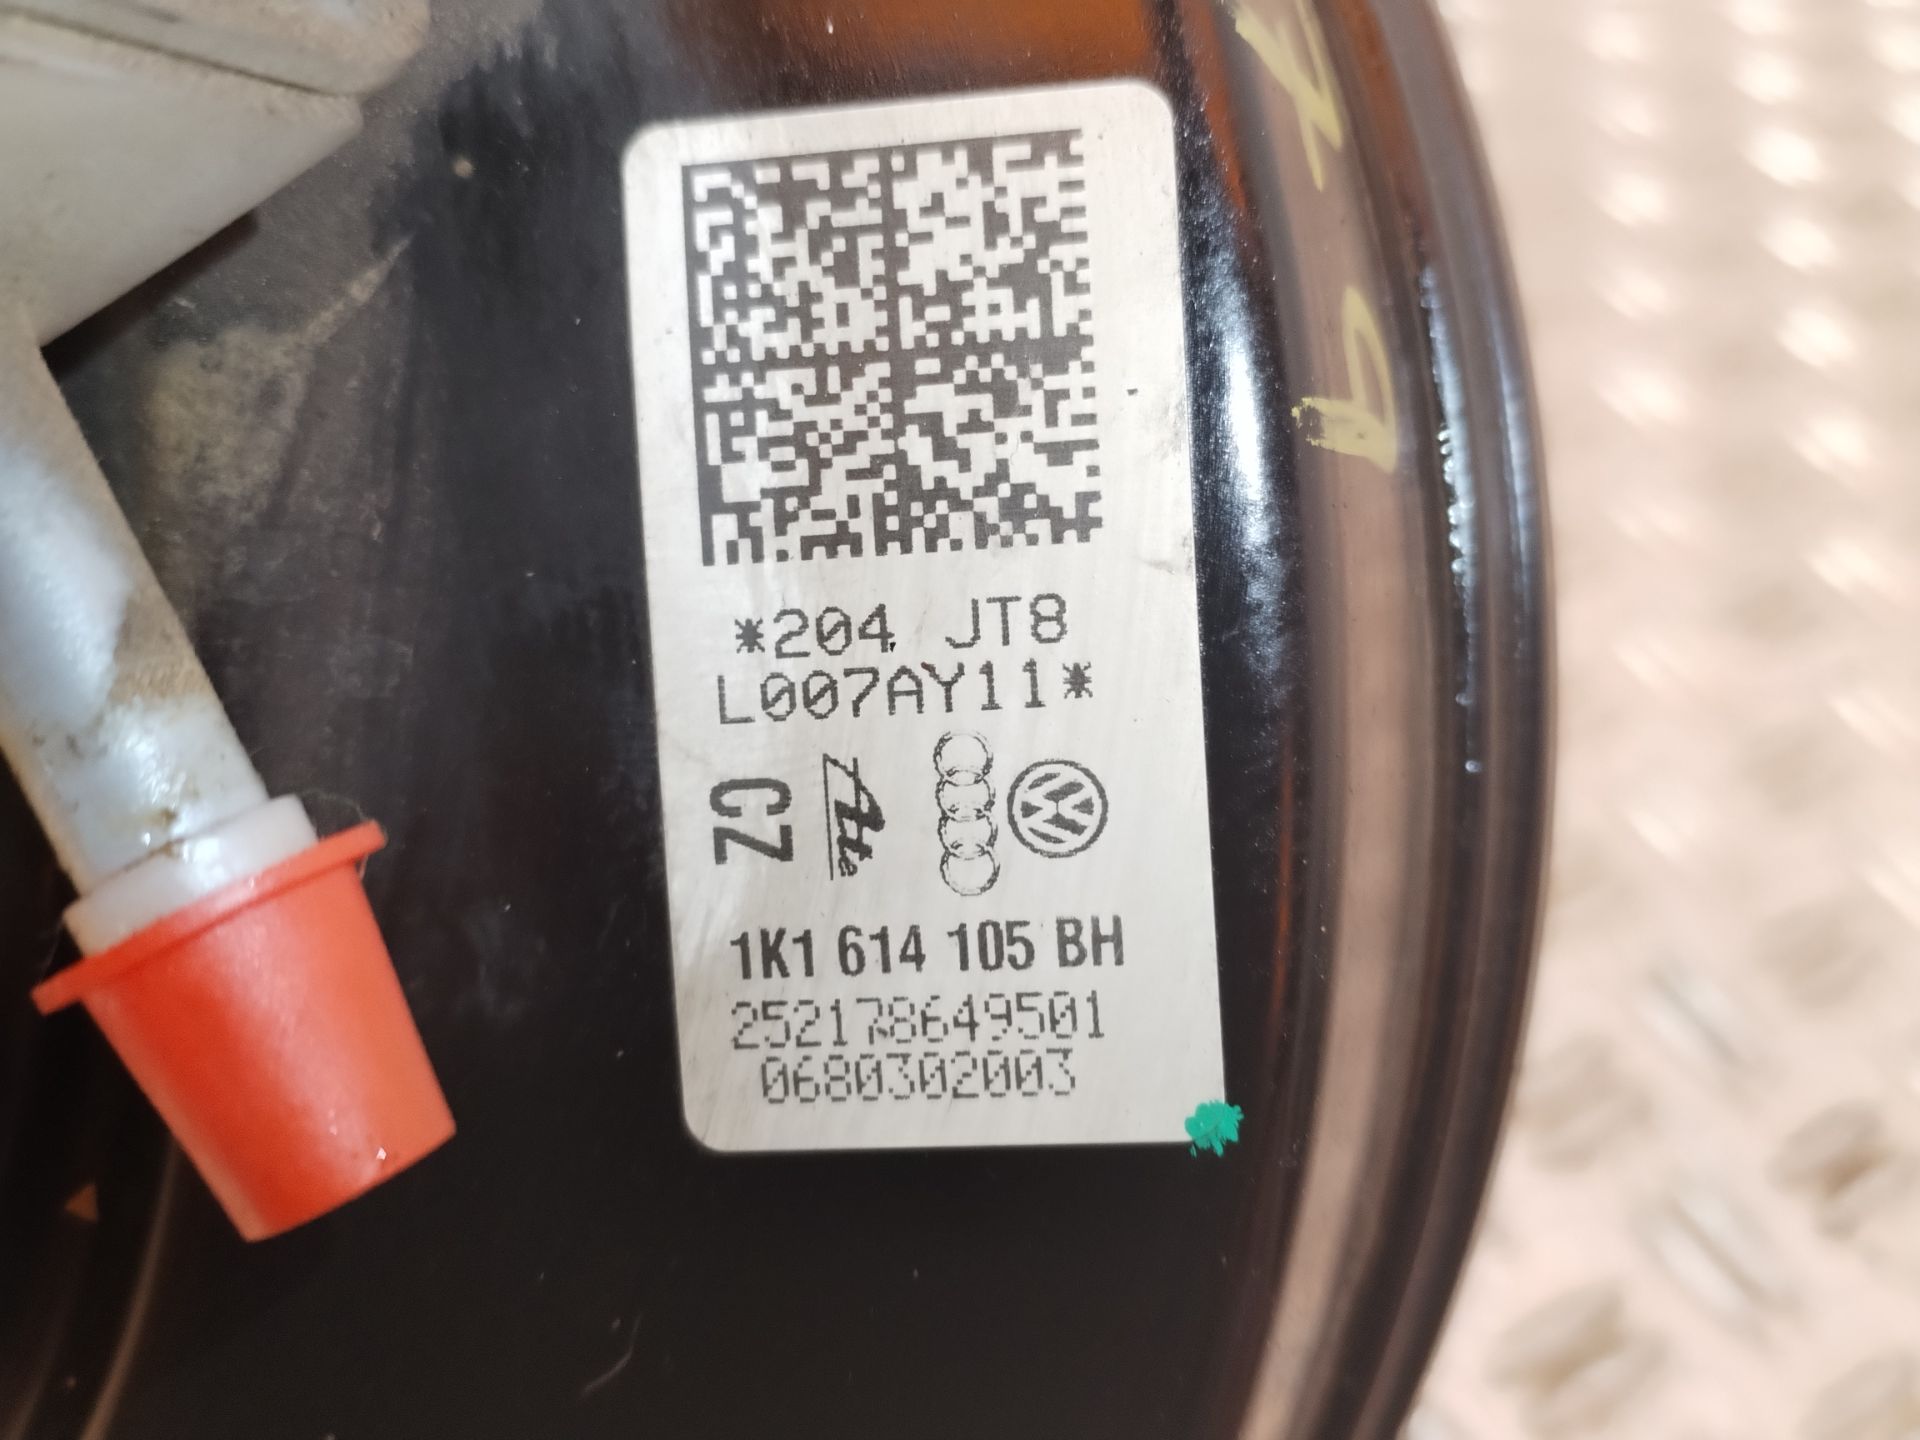 *204 JT8
L007AY11*
CZ Ate
1K1 614 105 BH
252178649501
0680302003